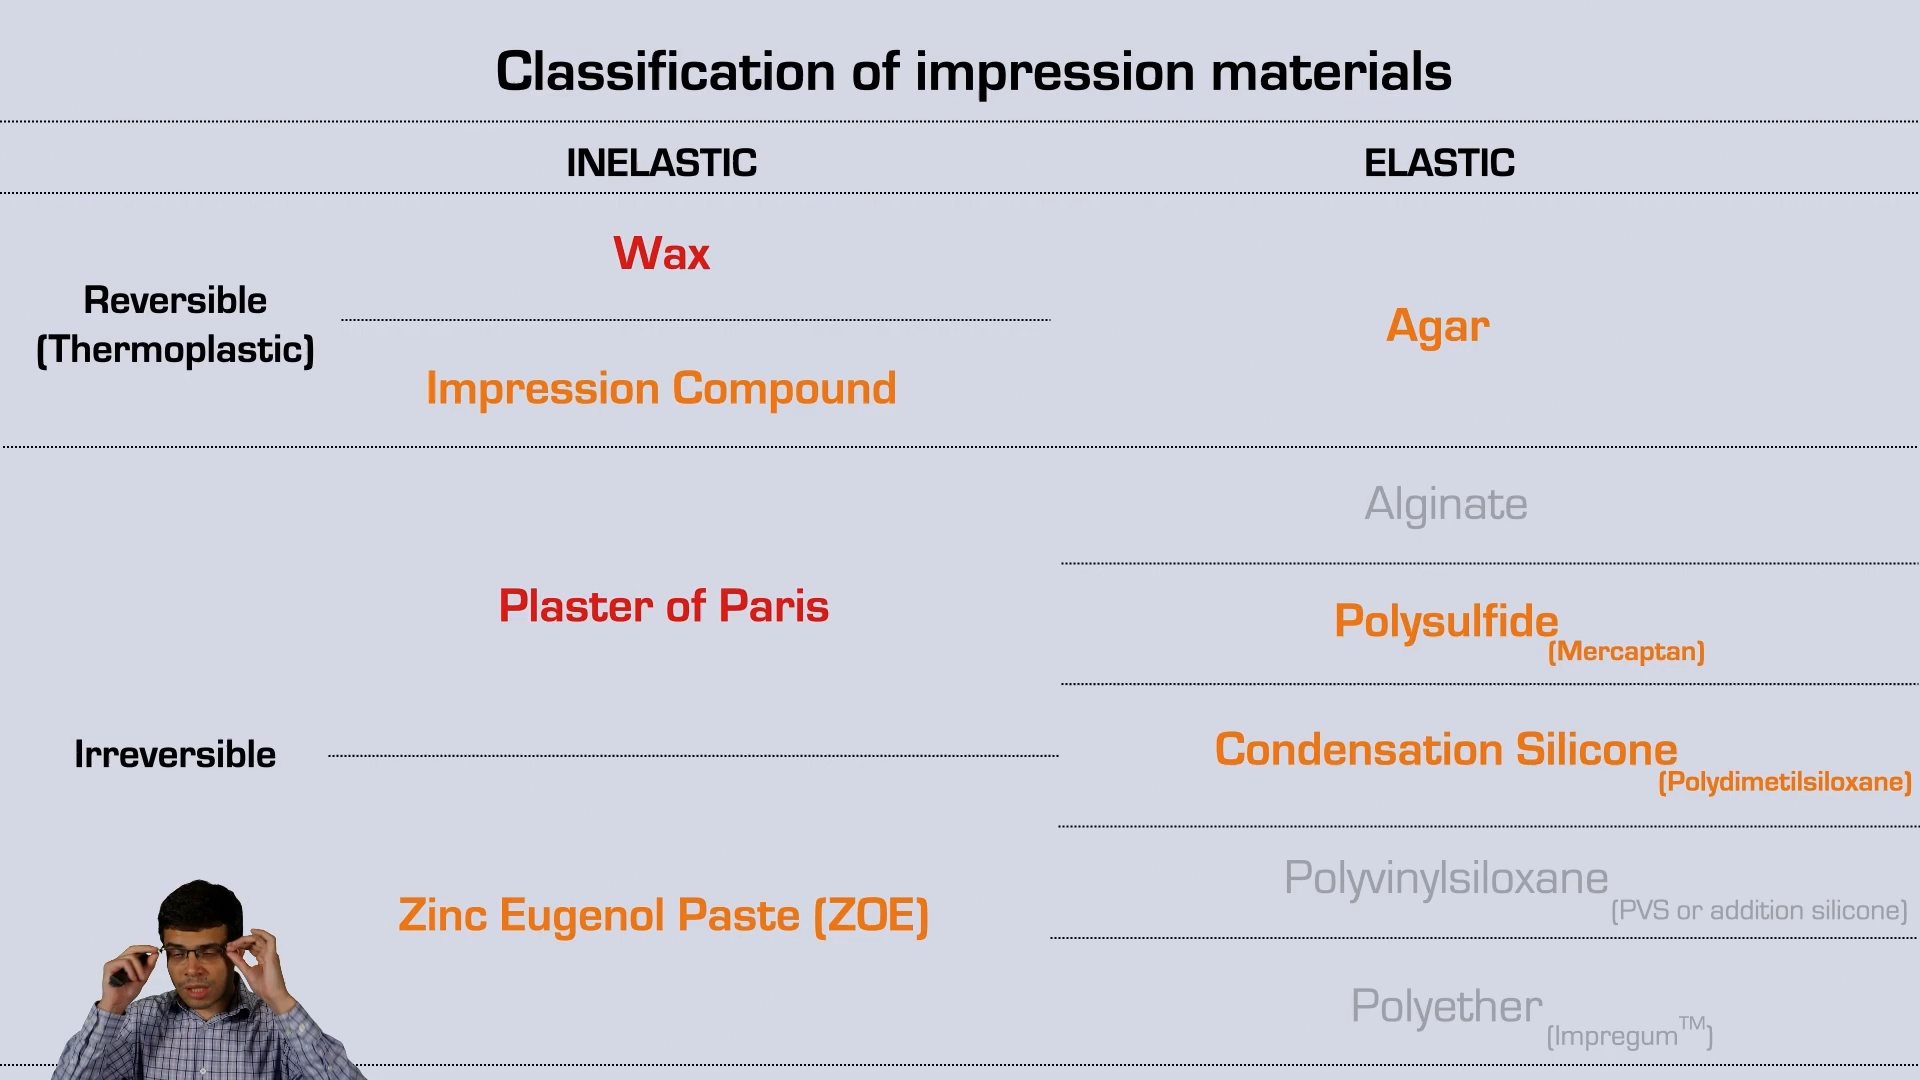 Classification of impression materials
INELASTIC
ELASTIC
Reversible
(Thermoplastic)
Wax
Impression Compound
Agar
Irreversible
Plaster of Paris
Zinc Eugenol Paste (ZOE)
Alginate
Polysulfide
(Mercaptan)
Condensation Silicone
(Polydimetilsiloxane)
Polyvinylsiloxane
(PVS or addition silicone)
Polyether
(Impregum™)